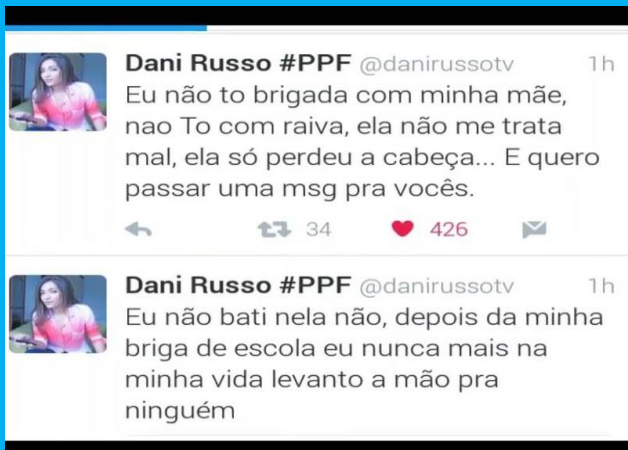 Dani Russo #PPF @danirussotv 1h
Eu não to brigada com minha mãe,
nao To com raiva, ela não me trata
mal, ela só perdeu a cabeça... E quero
passar uma msg pra vocês.
34 426
Dani Russo #PPF @danirussotv 1h
Eu não bati nela não, depois da minha
briga de escola eu nunca mais na
minha vida levanto a mão pra
ninguém